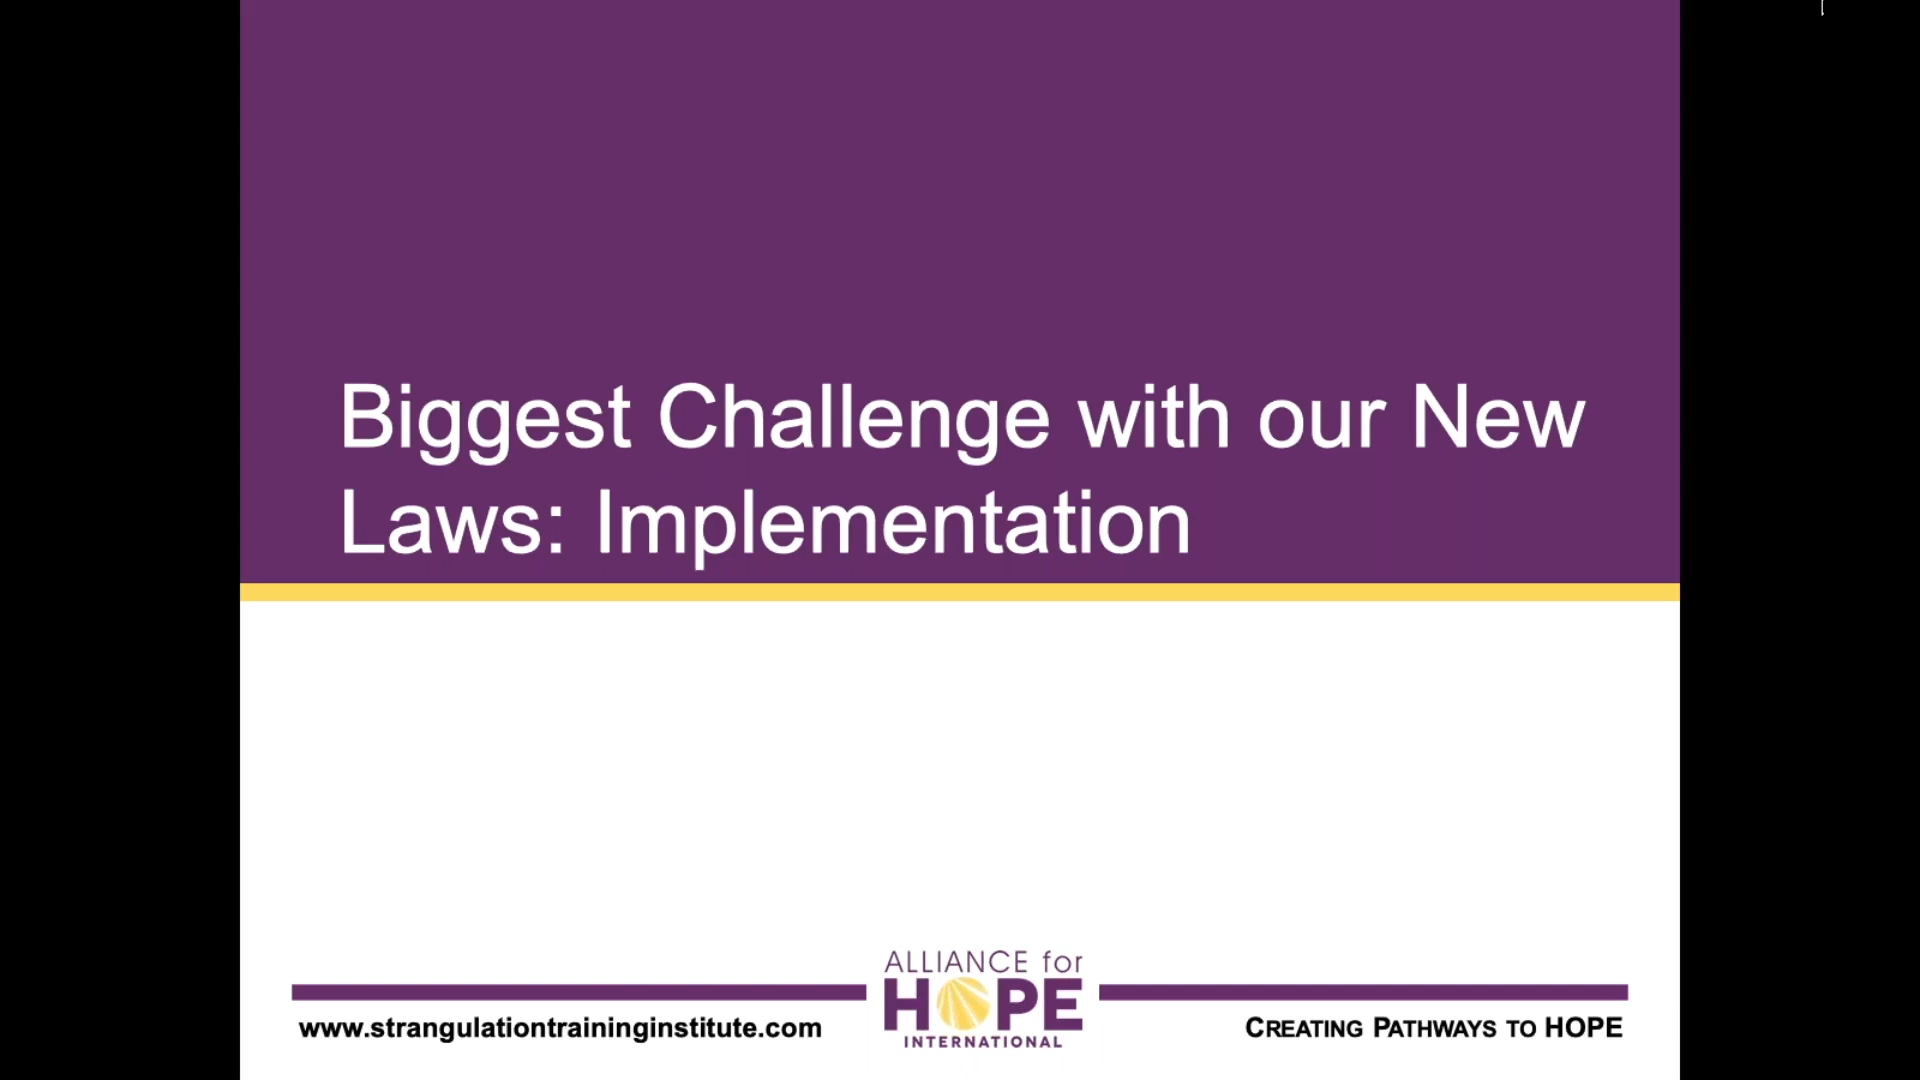 Biggest Challenge with our New
Laws: Implementation
ALLIANCE for
HOPE
INTERNATIONAL
www.strangulationtraininginstitute.com
CREATING PATHWAYS TO HOPE